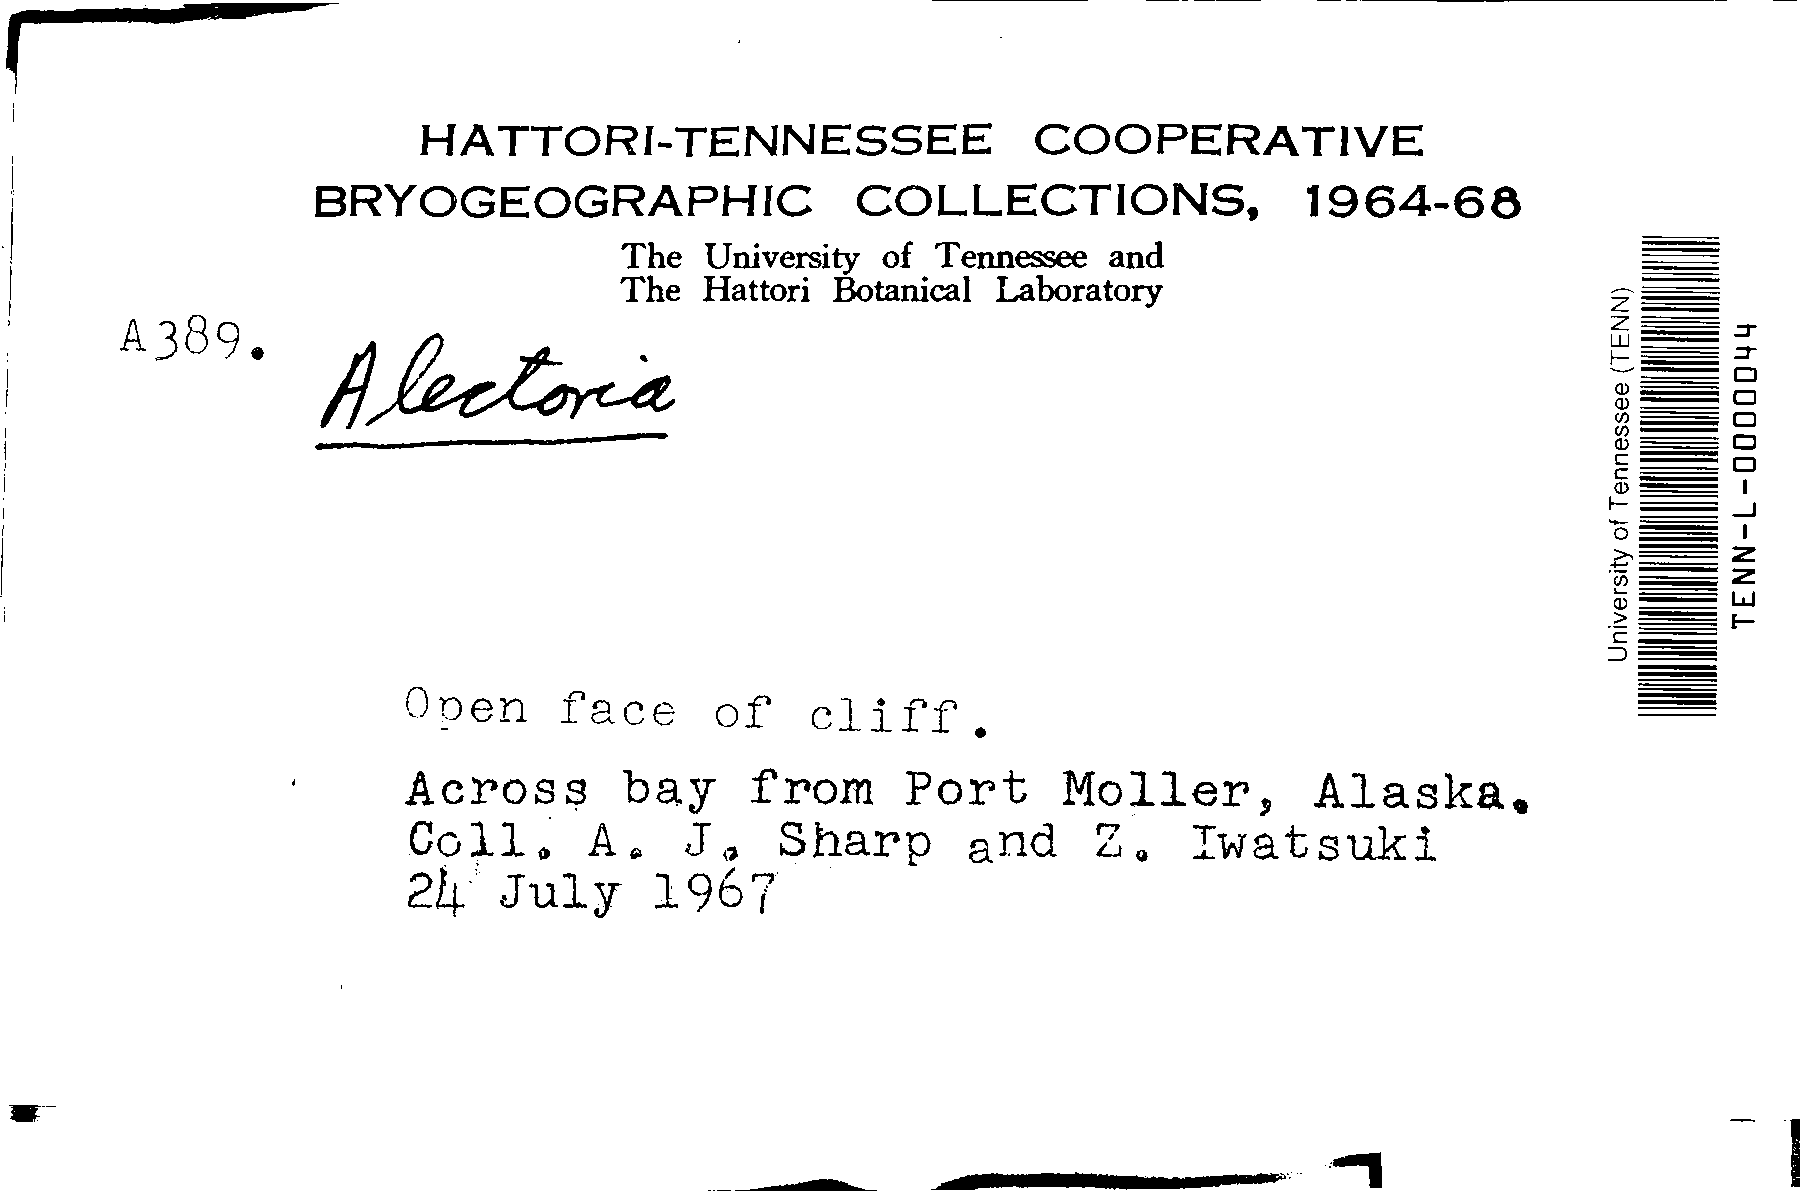 HATTORI-TENNESSEE COOPERATIVE
BRYOGEOGRAPHIC COLLECTIONS, 1964-68
The University of Tennessee and
The Hattori Botanical Laboratory
A389.
Alectoria
Open face of cliff.
Across bay from Port Moller, Alaska.
Coll. A. J. Sharp and Z. Iwatsuki
24 July 1967
University of Tennessee (TENN)
TENN-L-0000044